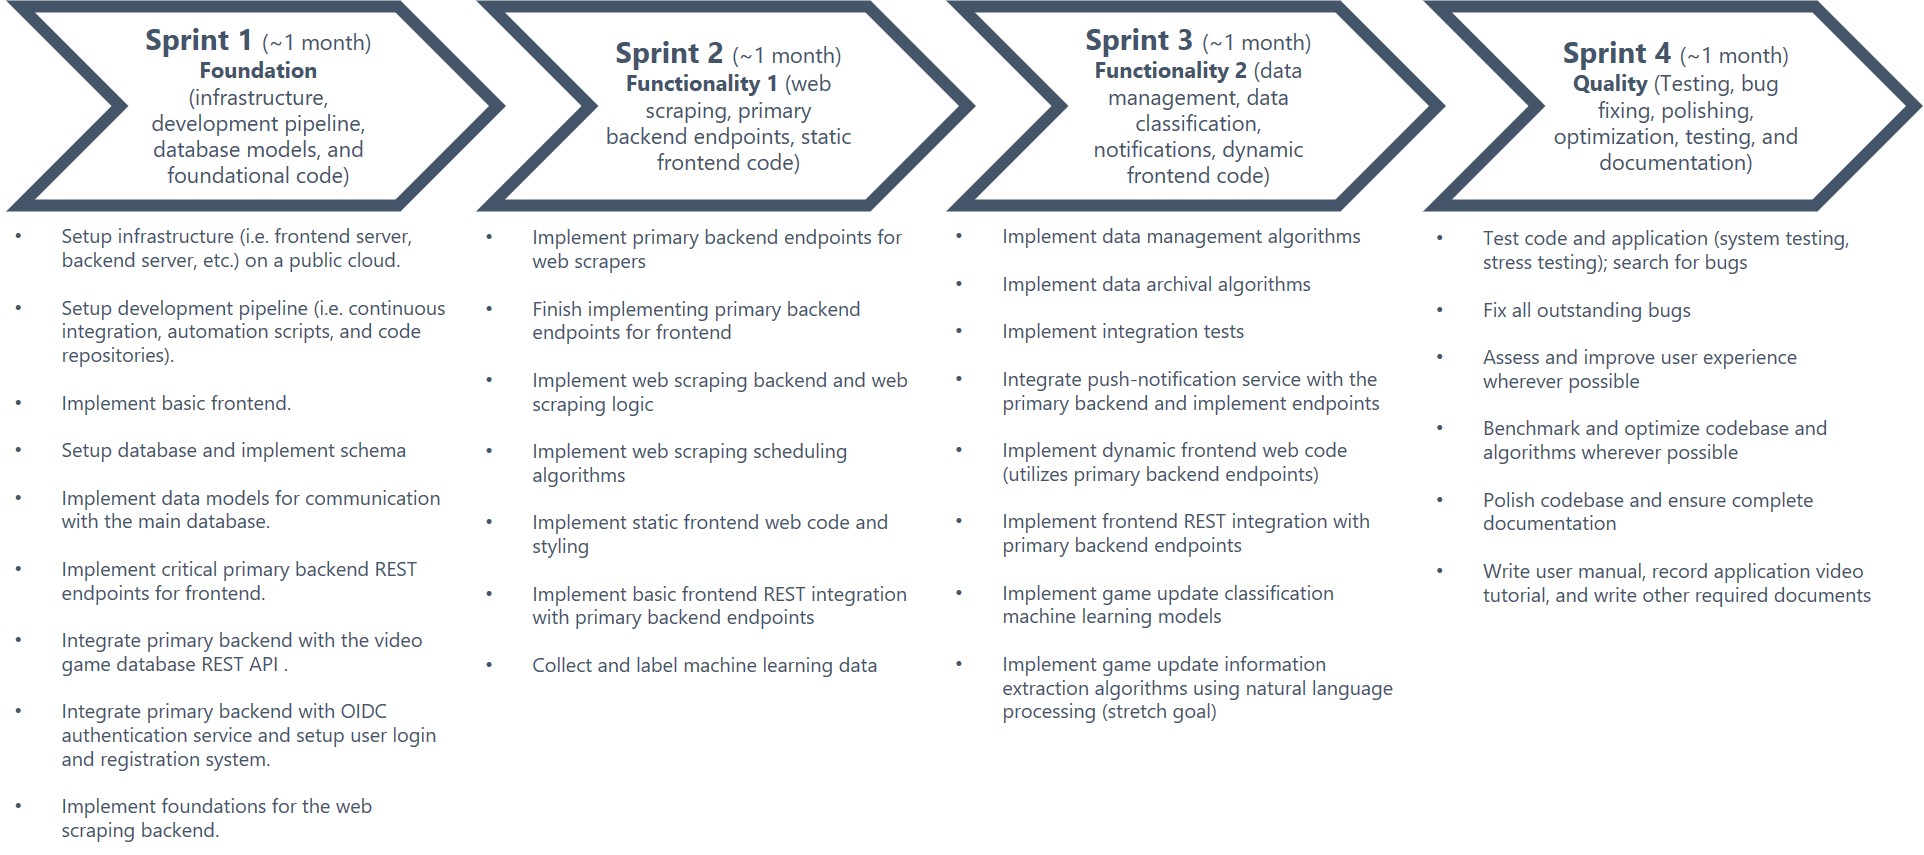 Sprint 1 (~1 month)
Foundation
(infrastructure,
development pipeline,
database models, and
foundational code)
• Setup infrastructure (i.e. frontend server,
backend server, etc.) on a public cloud.
• Setup development pipeline (i.e. continuous
integration, automation scripts, and code
repositories).
• Implement basic frontend.
• Setup database and implement schema
• Implement data models for communication
with the main database.
• Implement critical primary backend REST
endpoints for frontend.
• Integrate primary backend with the video
game database REST API .
• Integrate primary backend with OIDC
authentication service and setup user login
and registration system.
• Implement foundations for the web
scraping backend.
Sprint 2 (~1 month)
Functionality 1 (web
scraping, primary
backend endpoints, static
frontend code)
• Implement primary backend endpoints for
web scrapers
• Finish implementing primary backend
endpoints for frontend
• Implement web scraping backend and web
scraping logic
• Implement web scraping scheduling
algorithms
• Implement static frontend web code and
styling
• Implement basic frontend REST integration
with primary backend endpoints
• Collect and label machine learning data
Sprint 3 (~1 month)
Functionality 2 (data
management, data
classification,
notifications, dynamic
frontend code)
• Implement data management algorithms
• Implement data archival algorithms
• Implement integration tests
• Integrate push-notification service with the
primary backend and implement endpoints
• Implement dynamic frontend web code
(utilizes primary backend endpoints)
• Implement frontend REST integration with
primary backend endpoints
• Implement game update classification
machine learning models
• Implement game update information
extraction algorithms using natural language
processing (stretch goal)
Sprint 4 (~1 month)
Quality (Testing, bug
fixing, polishing,
optimization, testing, and
documentation)
• Test code and application (system testing,
stress testing); search for bugs
• Fix all outstanding bugs
• Assess and improve user experience
wherever possible
• Benchmark and optimize codebase and
algorithms wherever possible
• Polish codebase and ensure complete
documentation
• Write user manual, record application video
tutorial, and write other required documents